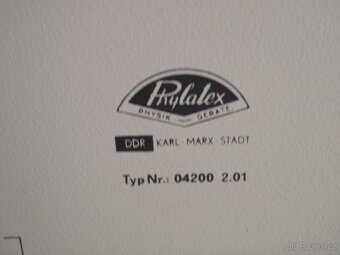 Phylatex
PHYSIK GERÄTE
DDR KARL-MARX-STADT
Typ Nr.: 04200 2.01